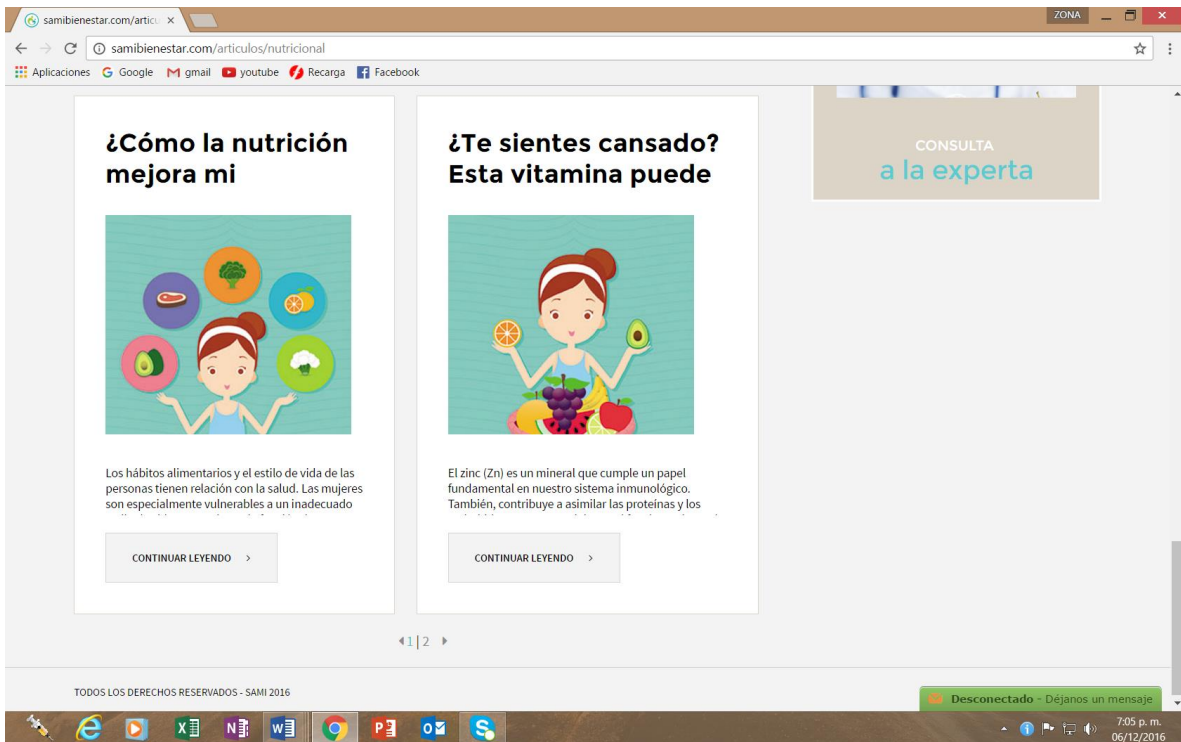 samibienestar.com/articu
ZONA
samibienestar.com/articulos/nutricional
Aplicaciones Google gmail youtube Recarga Facebook
¿Cómo la nutrición
mejora mi
Los hábitos alimentarios y el estilo de vida de las
personas tienen relación con la salud. Las mujeres
son especialmente vulnerables a un inadecuado
CONTINUAR LEYENDO >
¿Te sientes cansado?
Esta vitamina puede
El zinc (Zn) es un mineral que cumple un papel
fundamental en nuestro sistema inmunológico.
También, contribuye a asimilar las proteínas y los
CONTINUAR LEYENDO >
CONSULTA
a la experta
1|2
TODOS LOS DERECHOS RESERVADOS - SAMI 2016
Desconectado - Déjanos un mensaje
7:05 p. m.
06/12/2016